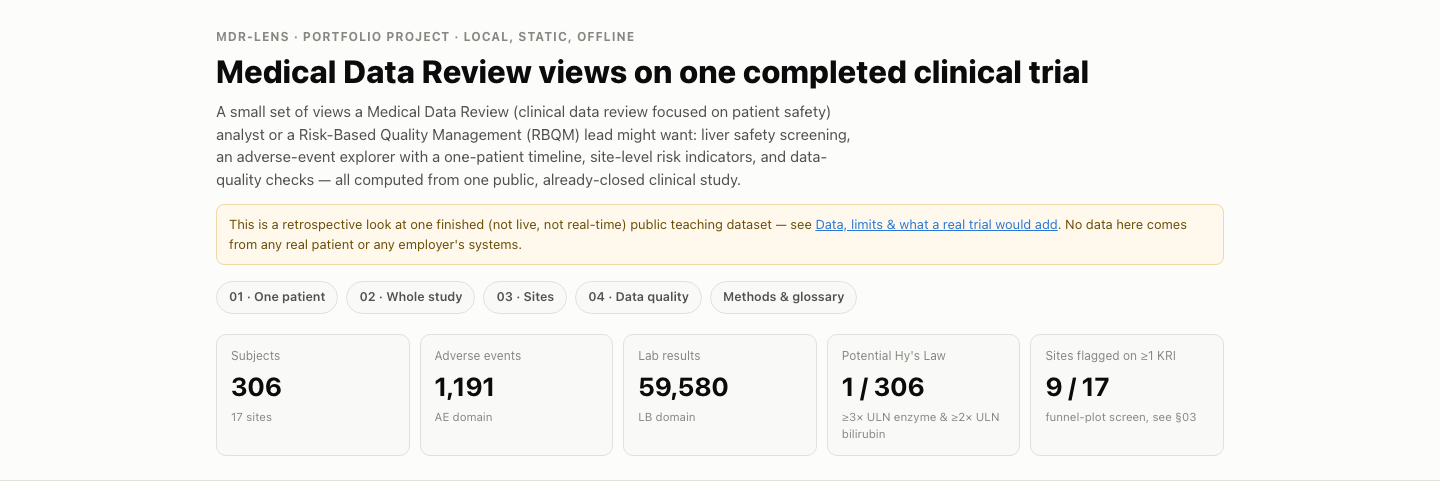 MDR-LENS · PORTFOLIO PROJECT · LOCAL, STATIC, OFFLINE
Medical Data Review views on one completed clinical trial
A small set of views a Medical Data Review (clinical data review focused on patient safety)
analyst or a Risk-Based Quality Management (RBQM) lead might want: liver safety screening,
an adverse-event explorer with a one-patient timeline, site-level risk indicators, and data-
quality checks — all computed from one public, already-closed clinical study.
This is a retrospective look at one finished (not live, not real-time) public teaching dataset — see Data, limits & what a real trial would add. No data here comes
from any real patient or any employer's systems.
01 · One patient
02 · Whole study
03 · Sites
04 · Data quality
Methods & glossary
Subjects
306
17 sites
Adverse events
1,191
AE domain
Lab results
59,580
LB domain
Potential Hy's Law
1 / 306
≥3× ULN enzyme & ≥2× ULN
bilirubin
Sites flagged on ≥1 KRI
9 / 17
funnel-plot screen, see §03